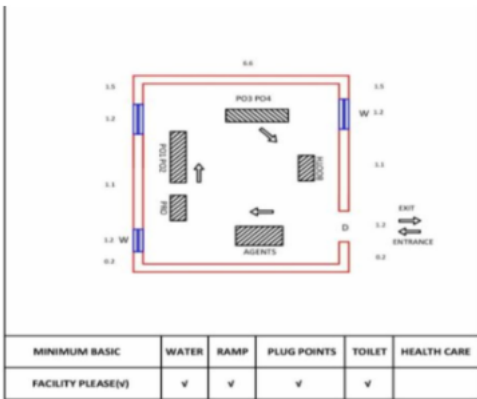 6.6
1.5
1.5
PO3 PO4
1.2
W 1.2
PO1 PO2
BOOTH
1.1
1.1
PRO
EXIT
1.2 W
D
1.2
ENTRANCE
0.2
AGENTS
0.2
MINIMUM BASIC WATER RAMP PLUG POINTS TOILET HEALTH CARE
FACILITY PLEASE(√) √ √ √ √